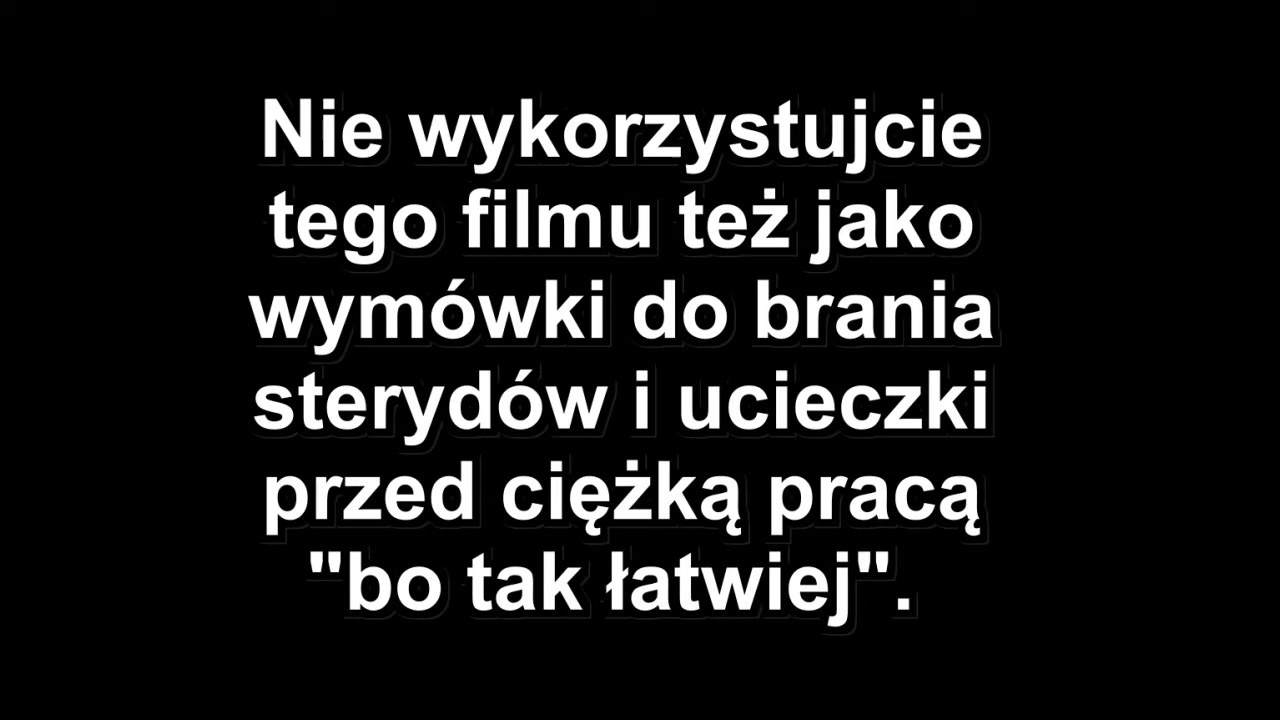 Nie wykorzystujcie
tego filmu też jako
wymówki do brania
sterydów i ucieczki
przed ciężką pracą
"bo tak łatwiej".